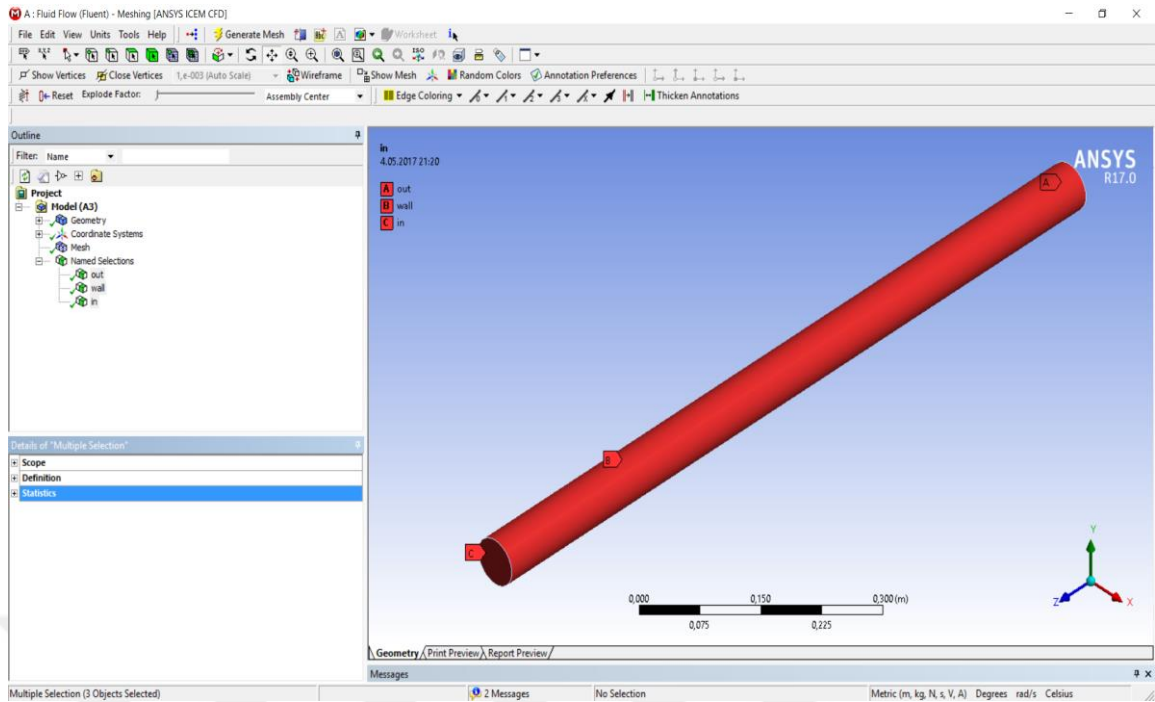 A : Fluid Flow (Fluent) - Meshing [ANSYS ICEM CFD]
File Edit View Units Tools Help Generate Mesh Worksheet
Show Vertices Close Vertices 1,e-003 (Auto Scale) Wireframe Show Mesh Random Colors Annotation Preferences
Reset Explode Factor: Assembly Center Edge Coloring Thicken Annotations
Outline
Filter: Name
Project
Model (A3)
Geometry
Coordinate Systems
Mesh
Named Selections
out
wall
in
Details of "Multiple Selection"
Scope
Definition
Statistics
in
4.05.2017 21:20
A out
B wall
C in
ANSYS
R17.0
A
B
C
0,000 0,150 0,300 (m)
0,075 0,225
Y
Z X
Geometry Print Preview Report Preview
Messages
Multiple Selection (3 Objects Selected) 2 Messages No Selection Metric (m, kg, N, s, V, A) Degrees rad/s Celsius